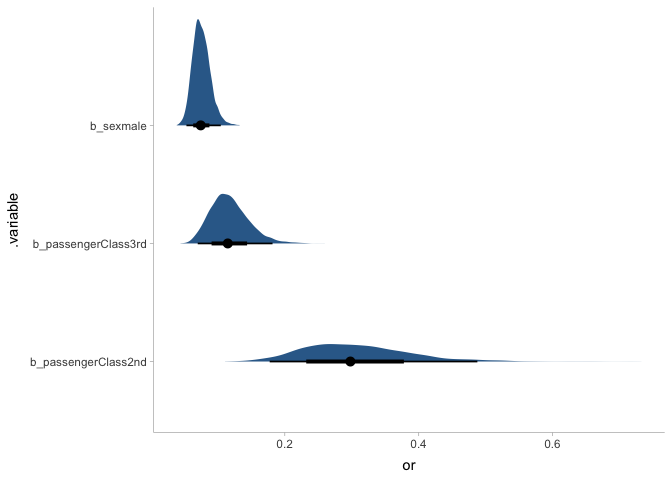 .variable
b_sexmale
b_passengerClass3rd
b_passengerClass2nd
0.2 0.4 0.6
or